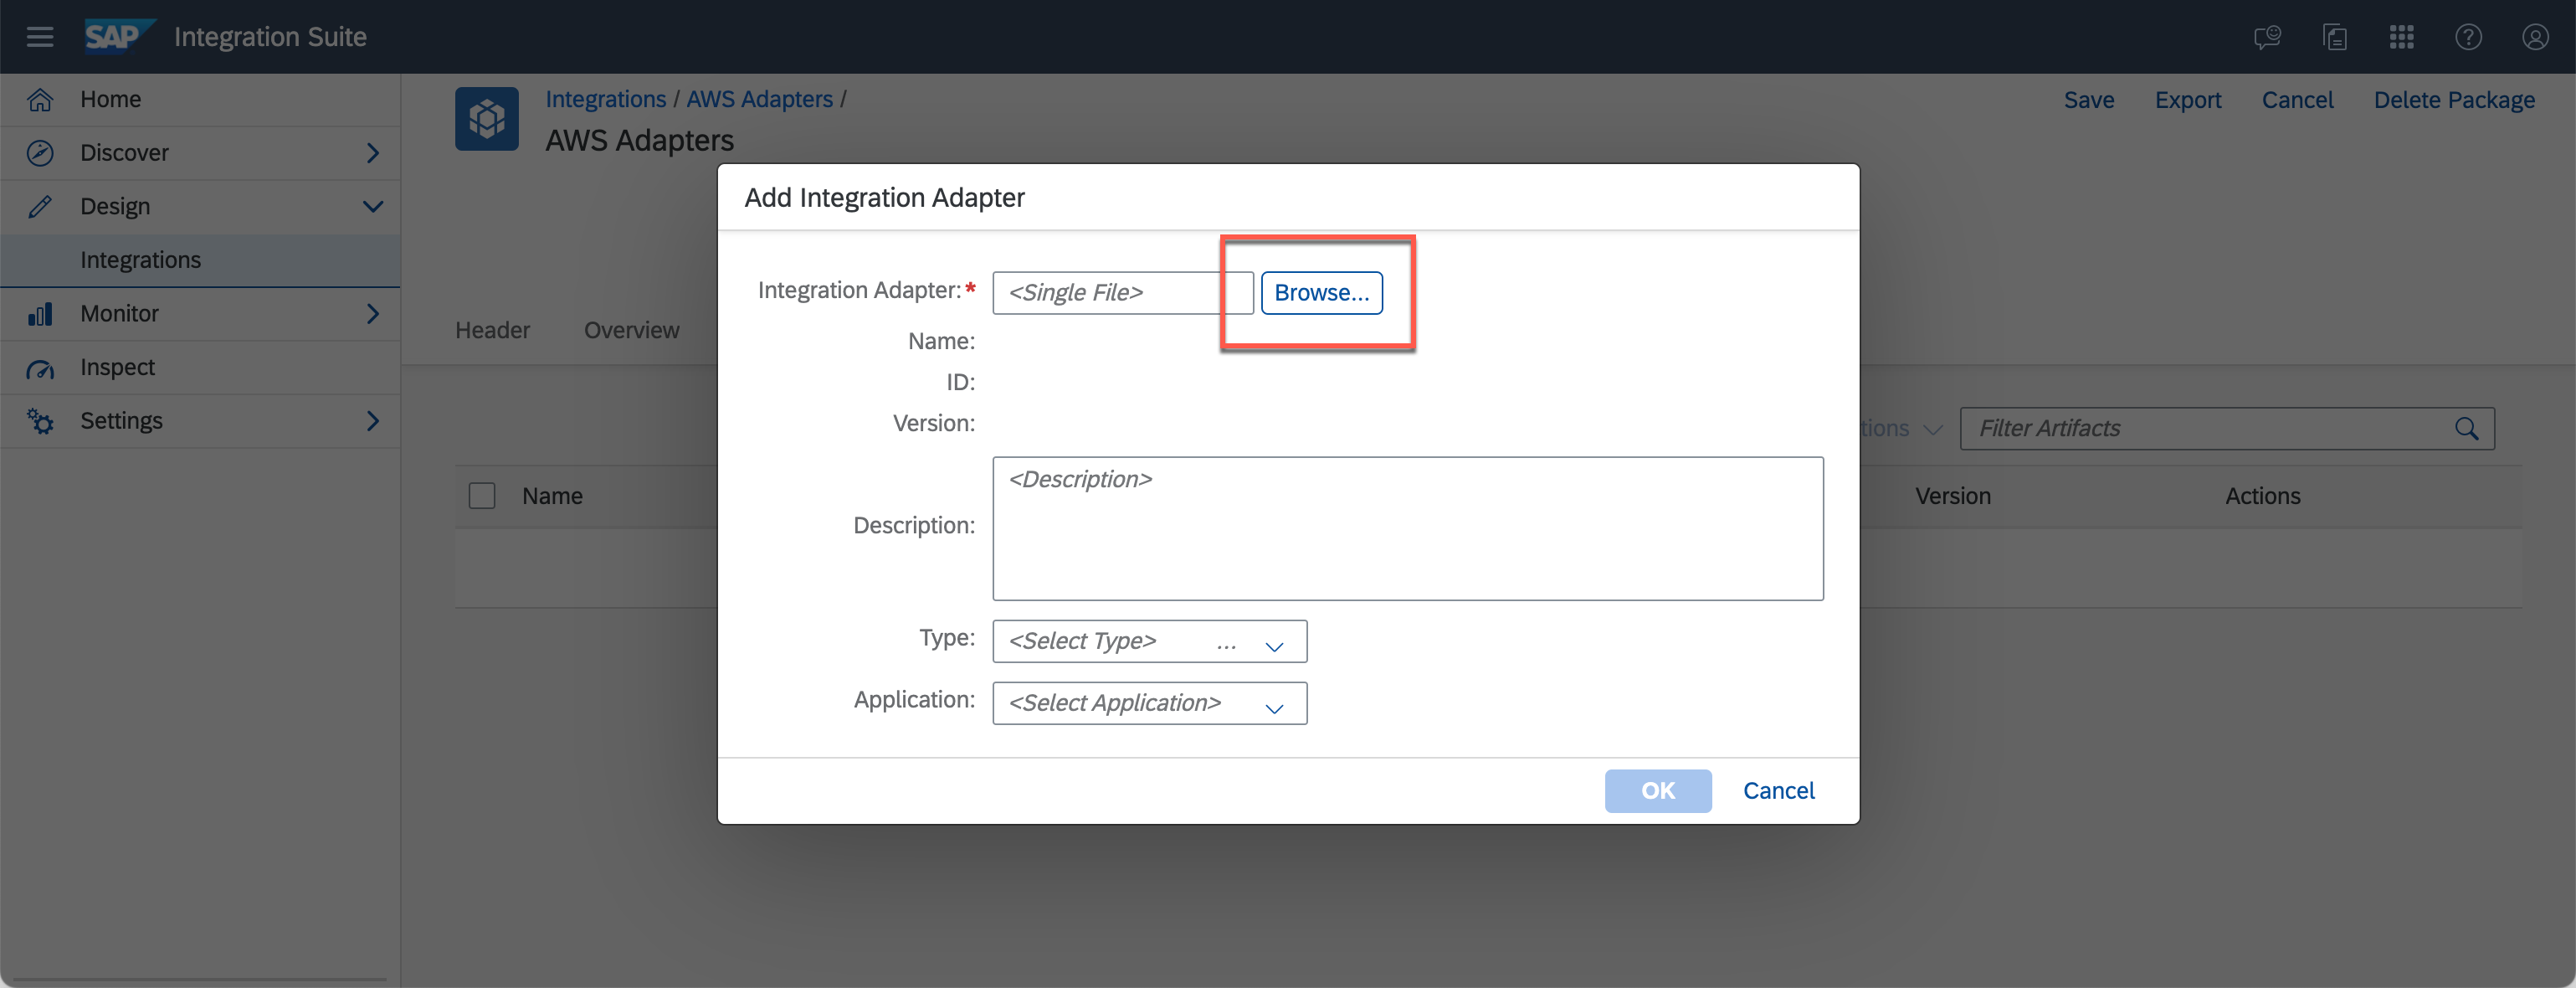 SAP Integration Suite
Home
Discover
Design
Integrations
Monitor
Inspect
Settings
Integrations / AWS Adapters /
AWS Adapters
Save Export Cancel Delete Package
Header Overview
Filter Artifacts
Name Version Actions
Add Integration Adapter
Integration Adapter:* <Single File> Browse...
Name:
ID:
Version:
Description: <Description>
Type: <Select Type> ...
Application: <Select Application>
OK Cancel